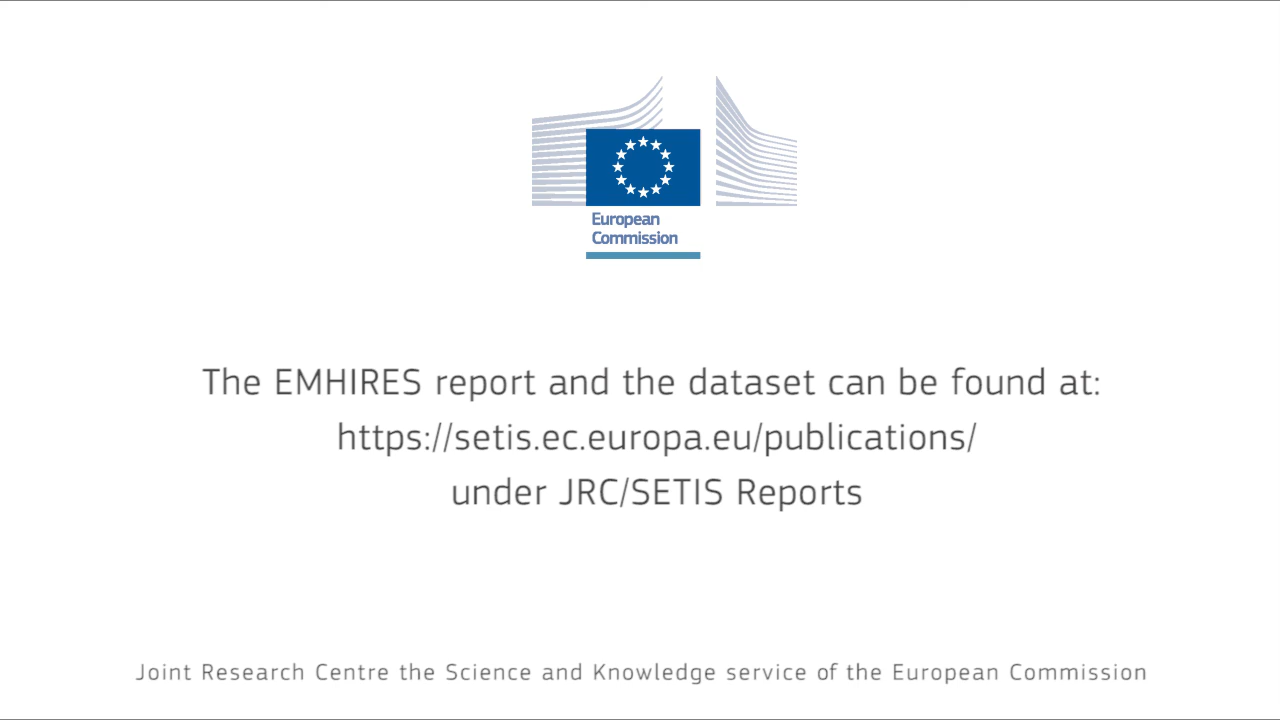 European
Commission
The EMHIRES report and the dataset can be found at:
https://setis.ec.europa.eu/publications/
under JRC/SETIS Reports
Joint Research Centre the Science and Knowledge service of the European Commission